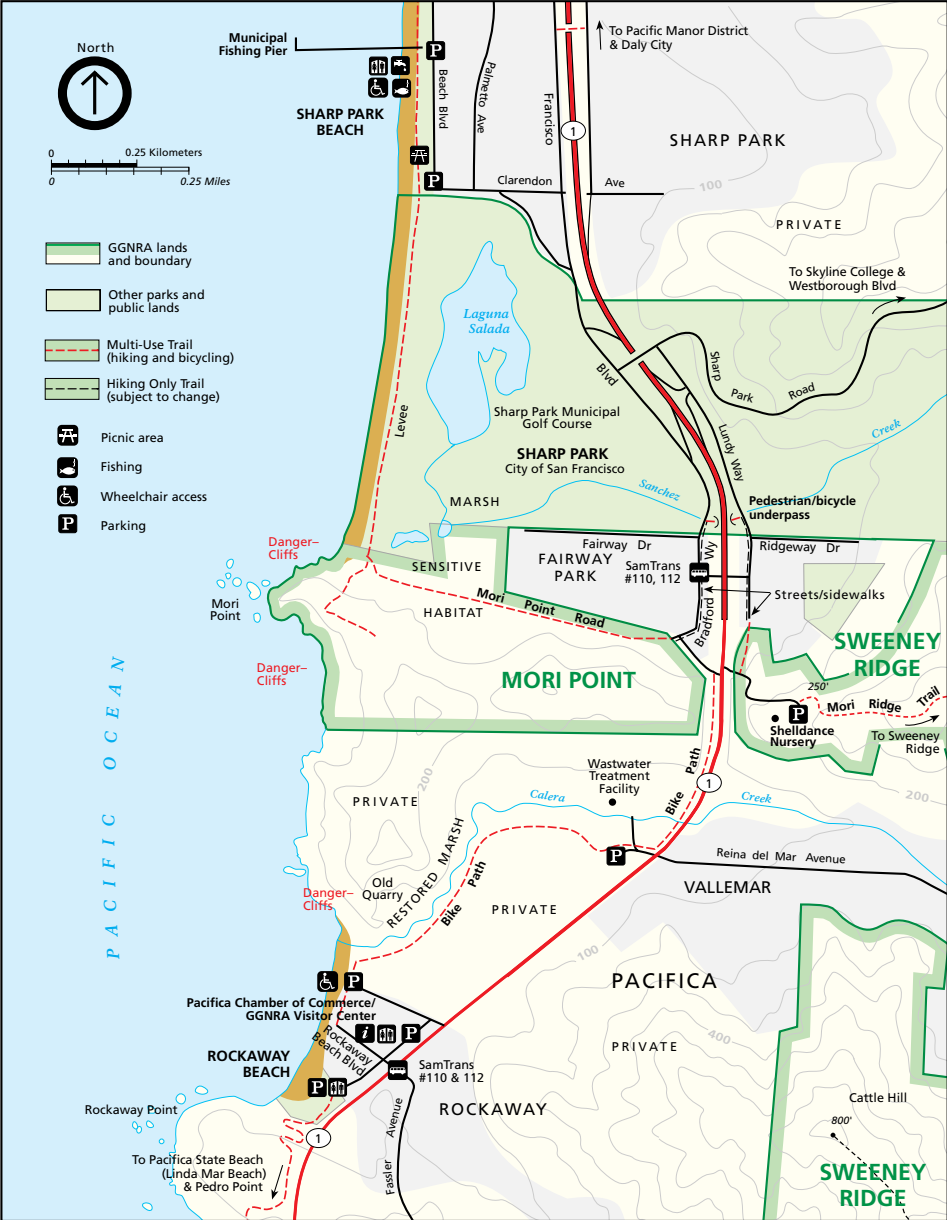 North
0 0.25 Kilometers
0 0.25 Miles
GGNRA lands
and boundary
Other parks and
public lands
Multi-Use Trail
(hiking and bicycling)
Hiking Only Trail
(subject to change)
Picnic area
Fishing
Wheelchair access
P Parking
Municipal
Fishing Pier
P
SHARP PARK
BEACH
Beach Blvd
Palmetto Ave
Francisco
1
To Pacific Manor District
& Daly City
SHARP PARK
100
P
Clarendon Ave
PRIVATE
To Skyline College &
Westborough Blvd
Laguna
Salada
Blvd
Sharp Park Road
Levee
Sharp Park Municipal
Golf Course
SHARP PARK
City of San Francisco
Lundy Way
Creek
Sanchez
MARSH
Pedestrian/bicycle
underpass
Danger–
Cliffs
Fairway Dr
Wy
Ridgeway Dr
SENSITIVE
FAIRWAY
PARK
SamTrans
#110, 112
Mori
Point
HABITAT
Mori Point Road
Bradford
Streets/sidewalks
SWEENEY
RIDGE
Danger–
Cliffs
MORI POINT
250'
Mori Ridge Trail
P
Shelldance
Nursery
To Sweeney
Ridge
PACIFIC OCEAN
Wastwater
Treatment
Facility
Bike Path
1
200
PRIVATE
200
Calera
Creek
RESTORED MARSH
P
Reina del Mar Avenue
VALLEMAR
Old
Quarry
Danger–
Cliffs
Bike Path
PRIVATE
100
PACIFICA
P
Pacifica Chamber of Commerce/
GGNRA Visitor Center
i
P
Rockaway
Beach Blvd
400
PRIVATE
ROCKAWAY
BEACH
P
SamTrans
#110 & 112
Cattle Hill
Rockaway Point
ROCKAWAY
800'
1
To Pacifica State Beach
(Linda Mar Beach)
& Pedro Point
Fassler Avenue
SWEENEY
RIDGE